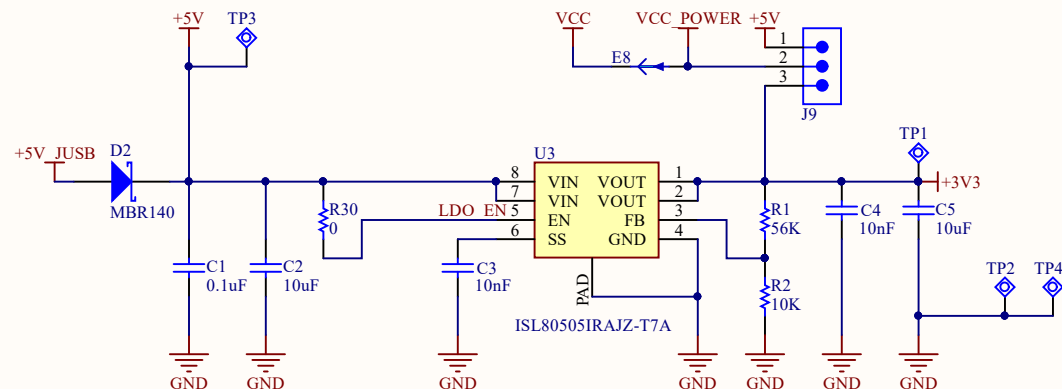 +5V
TP3
VCC
VCC_POWER
+5V
E8
1
2
3
J9
+5V_JUSB
D2
MBR140
U3
TP1
8
7
5
6
VIN
VIN
EN
SS
VOUT
VOUT
FB
GND
1
2
3
4
+3V3
R30
0
LDO_EN
R1
56K
C4
10nF
C5
10uF
C1
0.1uF
C2
10uF
C3
10nF
PAD
R2
10K
TP2
TP4
ISL80505IRAJZ-T7A
GND
GND
GND
GND
GND
GND
GND